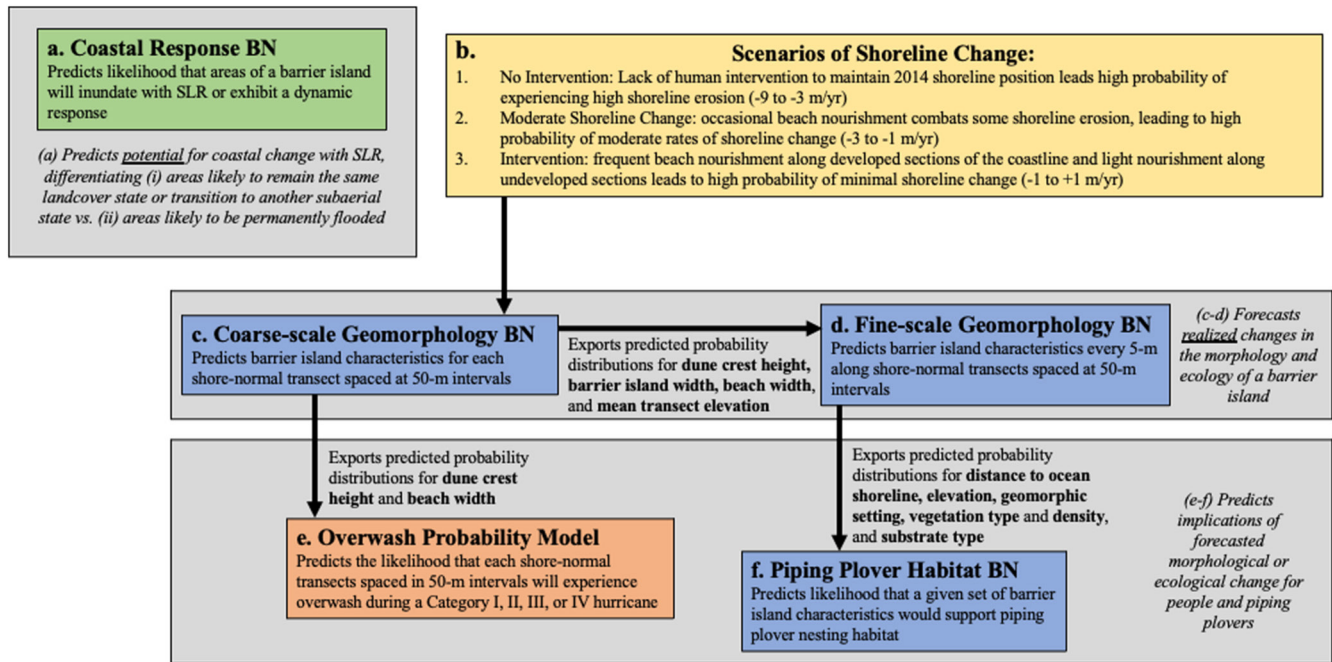 a. Coastal Response BN
Predicts likelihood that areas of a barrier island
will inundate with SLR or exhibit a dynamic
response
(a) Predicts potential for coastal change with SLR,
differentiating (i) areas likely to remain the same
landcover state or transition to another subaerial
state vs. (ii) areas likely to be permanently flooded
b. Scenarios of Shoreline Change:
1. No Intervention: Lack of human intervention to maintain 2014 shoreline position leads high probability of
experiencing high shoreline erosion (-9 to -3 m/yr)
2. Moderate Shoreline Change: occasional beach nourishment combats some shoreline erosion, leading to high
probability of moderate rates of shoreline change (-3 to -1 m/yr)
3. Intervention: frequent beach nourishment along developed sections of the coastline and light nourishment along
undeveloped sections leads to high probability of minimal shoreline change (-1 to +1 m/yr)
c. Coarse-scale Geomorphology BN
Predicts barrier island characteristics for each
shore-normal transect spaced at 50-m intervals
Exports predicted probability
distributions for dune crest height,
barrier island width, beach width,
and mean transect elevation
d. Fine-scale Geomorphology BN
Predicts barrier island characteristics every 5-m
along shore-normal transects spaced at 50-m
intervals
(c-d) Forecasts
realized changes in
the morphology and
ecology of a barrier
island
Exports predicted probability
distributions for dune crest
height and beach width
e. Overwash Probability Model
Predicts the likelihood that each shore-normal
transects spaced in 50-m intervals will experience
overwash during a Category I, II, III, or IV hurricane
Exports predicted probability
distributions for distance to ocean
shoreline, elevation, geomorphic
setting, vegetation type and density,
and substrate type
f. Piping Plover Habitat BN
Predicts likelihood that a given set of barrier
island characteristics would support piping
plover nesting habitat
(e-f) Predicts
implications of
forecasted
morphological or
ecological change for
people and piping
plovers